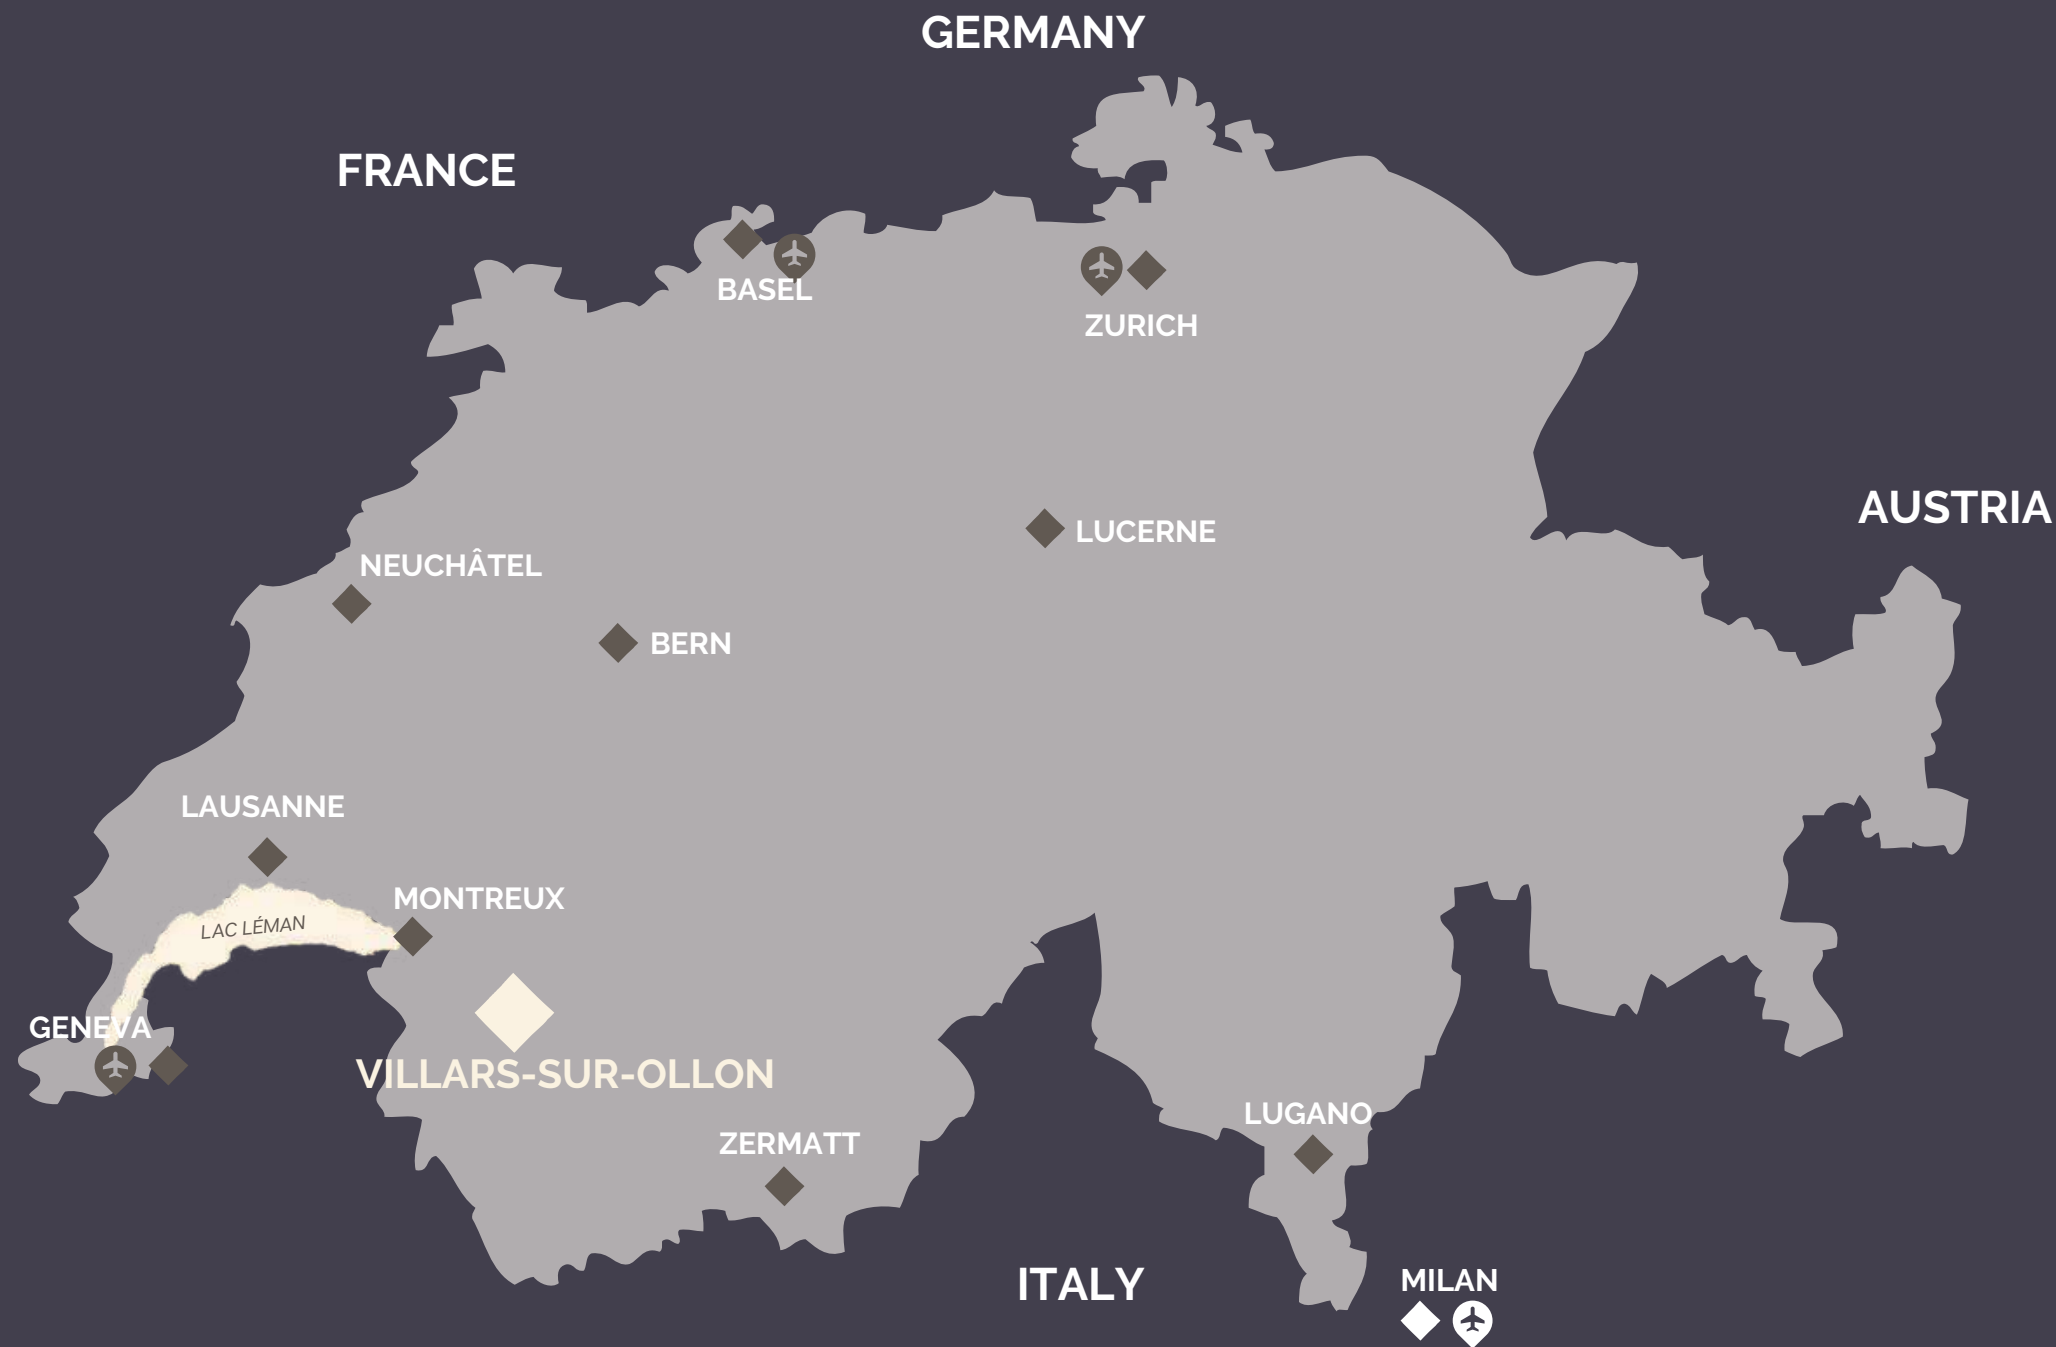 GERMANY
FRANCE
BASEL
ZURICH
AUSTRIA
LUCERNE
NEUCHÂTEL
BERN
LAUSANNE
MONTREUX
LAC LÉMAN
GENEVA
VILLARS-SUR-OLLON
LUGANO
ZERMATT
ITALY
MILAN